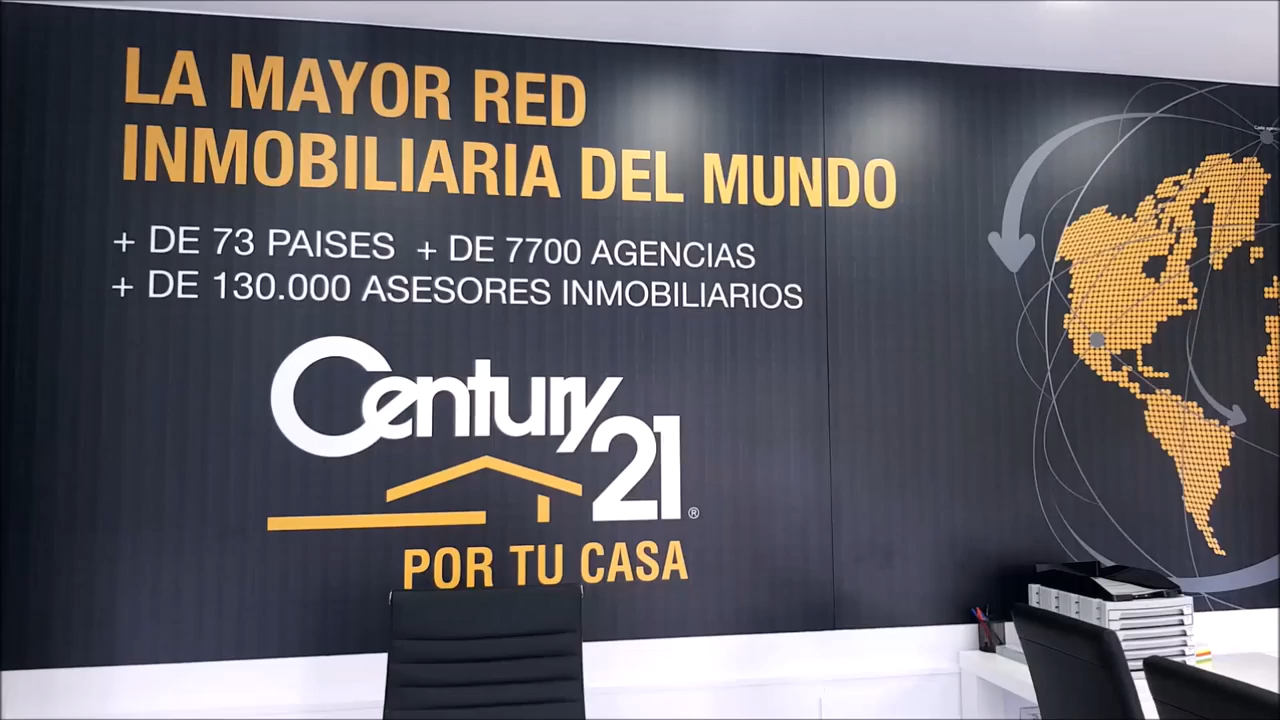 LA MAYOR RED
INMOBILIARIA DEL MUNDO
+ DE 73 PAISES + DE 7700 AGENCIAS
+ DE 130.000 ASESORES INMOBILIARIOS
Century
21®
POR TU CASA